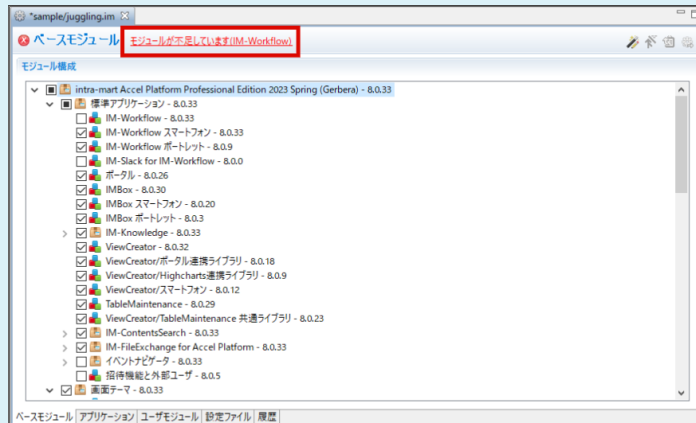 *sample/juggling.im
ベースモジュール モジュールが不足しています(IM-Workflow)
モジュール構成
intra-mart Accel Platform Professional Edition 2023 Spring (Gerbera) - 8.0.33
標準アプリケーション - 8.0.33
IM-Workflow - 8.0.33
IM-Workflow スマートフォン - 8.0.33
IM-Workflow ポートレット - 8.0.9
IM-Slack for IM-Workflow - 8.0.0
ポータル - 8.0.26
IMBox - 8.0.30
IMBox スマートフォン - 8.0.20
IMBox ポートレット - 8.0.3
IM-Knowledge - 8.0.33
ViewCreator - 8.0.32
ViewCreator/ポータル連携ライブラリ - 8.0.18
ViewCreator/Highcharts連携ライブラリ - 8.0.9
ViewCreator/スマートフォン - 8.0.12
TableMaintenance - 8.0.29
ViewCreator/TableMaintenance 共通ライブラリ - 8.0.23
IM-ContentsSearch - 8.0.33
IM-FileExchange for Accel Platform - 8.0.33
イベントナビゲータ - 8.0.33
招待機能と外部ユーザ - 8.0.5
画面テーマ - 8.0.33
ベースモジュール アプリケーション ユーザモジュール 設定ファイル 履歴